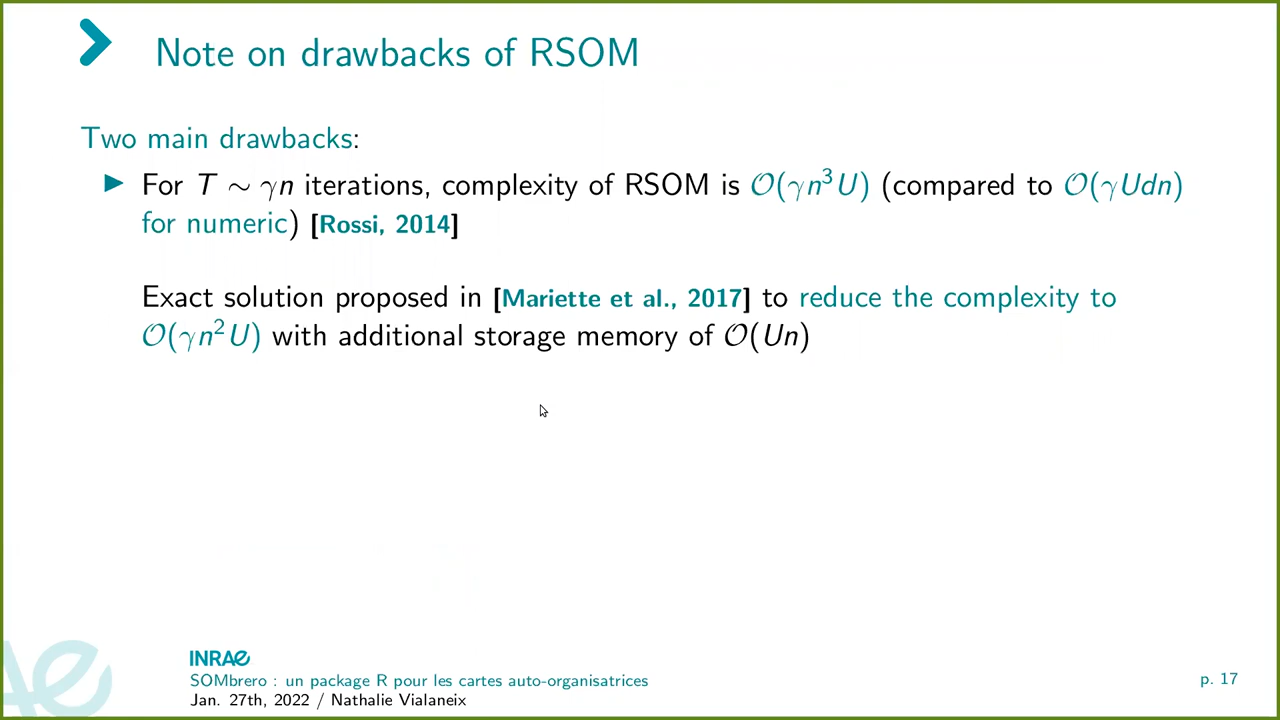 Note on drawbacks of RSOM
Two main drawbacks:
▶ For T ∼ γn iterations, complexity of RSOM is 𝒪(γn³U) (compared to 𝒪(γUdn)
for numeric) [Rossi, 2014]
Exact solution proposed in [Mariette et al., 2017] to reduce the complexity to
𝒪(γn²U) with additional storage memory of 𝒪(Un)
INRAE
SOMbrero : un package R pour les cartes auto-organisatrices
Jan. 27th, 2022 / Nathalie Vialaneix
p. 17